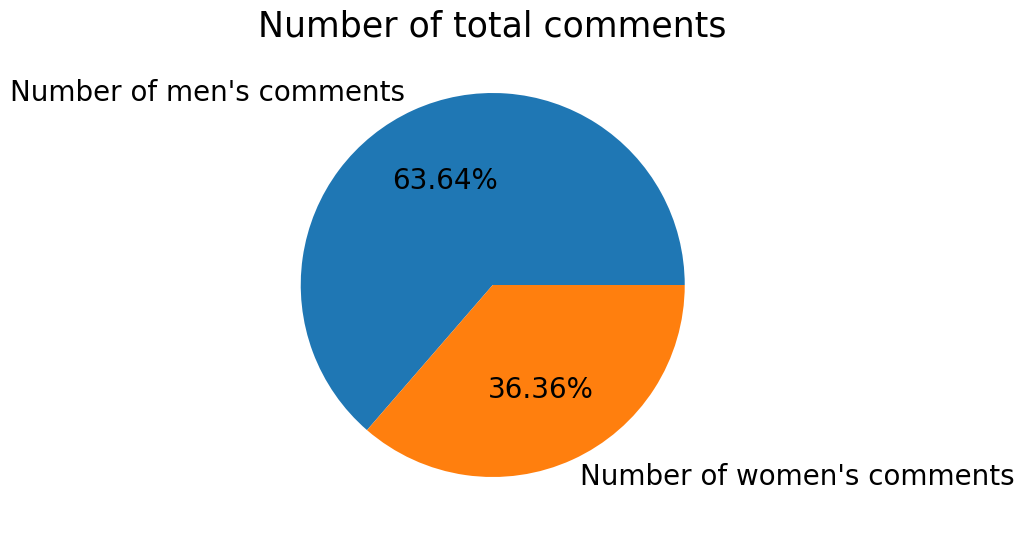 Number of total comments
Number of men's comments
63.64%
36.36%
Number of women's comments